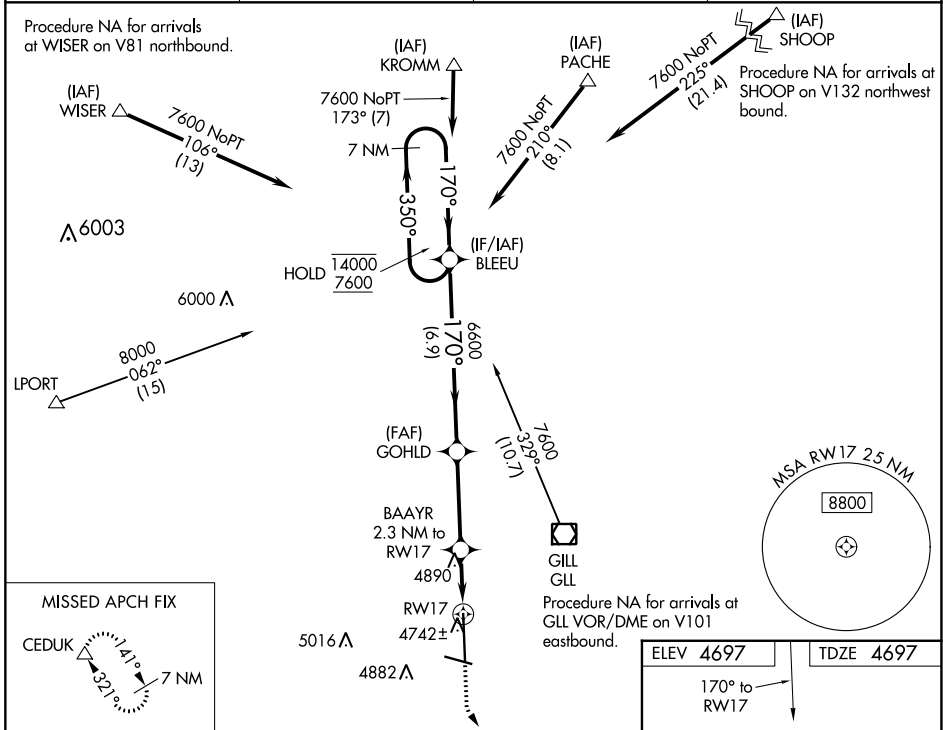 Procedure NA for arrivals
at WISER on V81 northbound.
(IAF)
WISER
7600 NoPT
106°
(13)
(IAF)
KROMM
7600 NoPT
173° (7)
7 NM
(IAF)
PACHE
7600 NoPT
210°
(8.1)
(IAF)
SHOOP
7600 NoPT
225°
(21.4)
Procedure NA for arrivals at
SHOOP on V132 northwest
bound.
170°
350°
6003
(IF/IAF)
BLEEU
HOLD
14000
7600
6000
6600
170°
(6.9)
8000
062°
(15)
LPORT
7600
329°
(10.7)
(FAF)
GOHLD
MSA RW17 25 NM
8800
BAAYR
2.3 NM to
RW17
4890
GILL
GLL
Procedure NA for arrivals at
GLL VOR/DME on V101
eastbound.
RW17
4742±
5016
4882
MISSED APCH FIX
CEDUK
141°
321°
7 NM
ELEV 4697
TDZE 4697
170° to
RW17